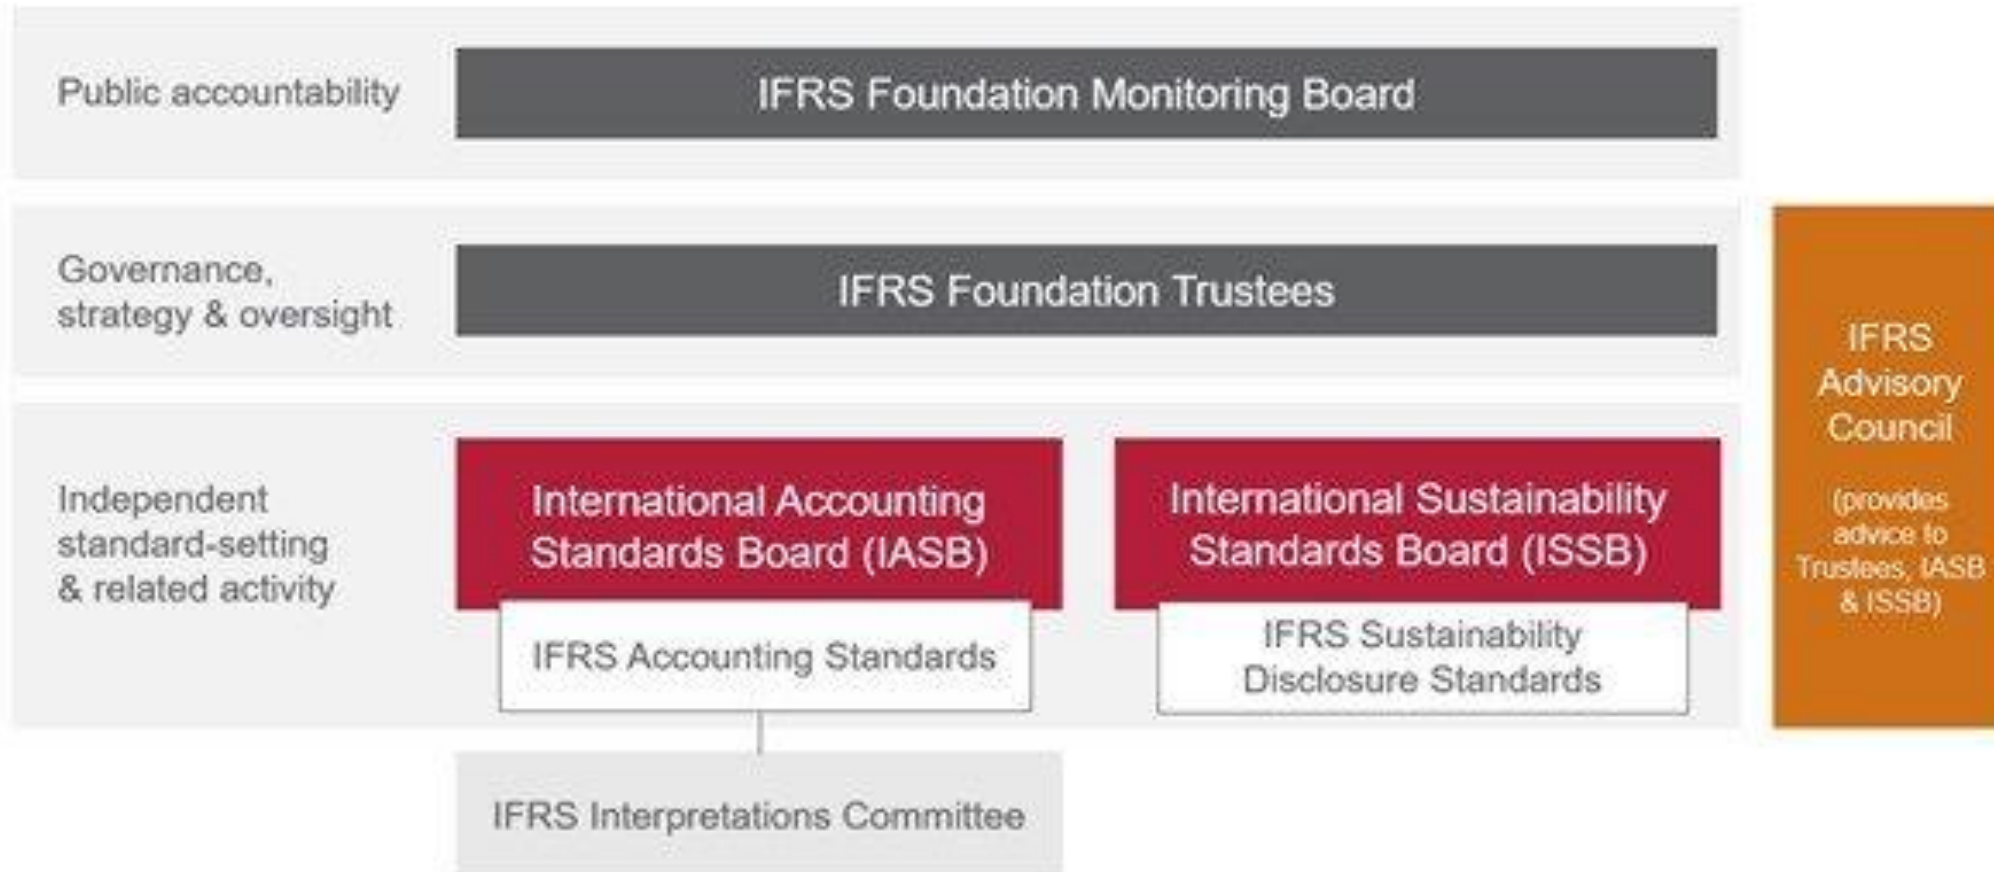 Public accountability
IFRS Foundation Monitoring Board
Governance,
strategy & oversight
IFRS Foundation Trustees
Independent
standard-setting
& related activity
International Accounting
Standards Board (IASB)
IFRS Accounting Standards
International Sustainability
Standards Board (ISSB)
IFRS Sustainability
Disclosure Standards
IFRS Interpretations Committee
IFRS
Advisory
Council
(provides
advice to
Trustees, IASB
& ISSB)